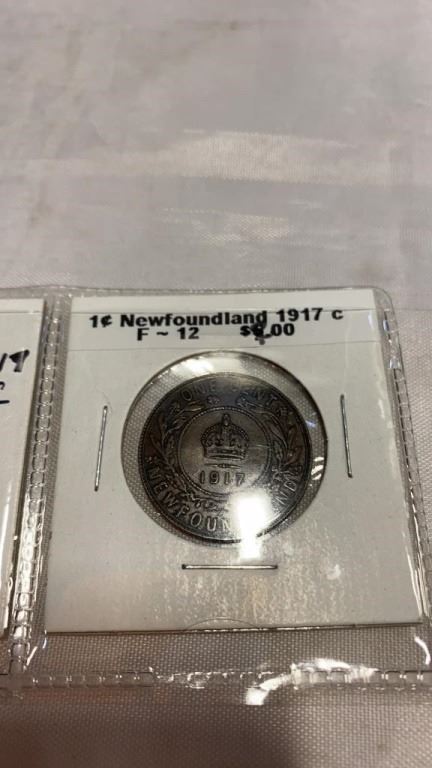 1¢ Newfoundland 1917 c
F ~ 12
ONE CENT
1917
NEWFOUNDLAND